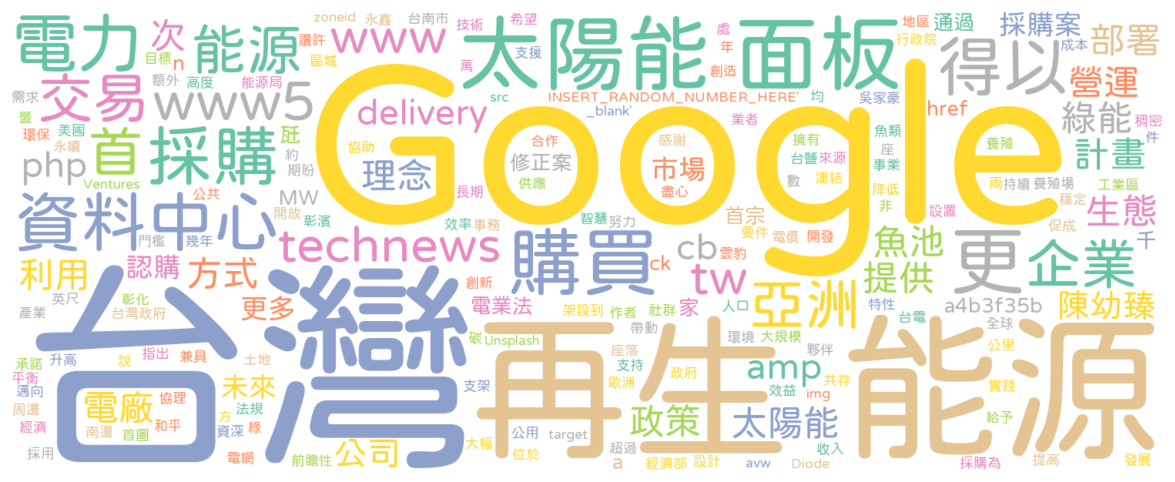 zoneid 永鑫 台南市 技術 希望 處 地區 通過 採購案 部署
電力 次 能源 讚許 www 支援 太陽能 面板 年 行政院 得以 成本
目標 n 區域 萬 創造
額外 高度 能源局 營運
需求 交易 www5 delivery src INSERT_RANDOM_NUMBER_HERE' 均 吳家豪 href 綠能 稠密
暨 _blank' 業者
環保 美國 首 採購 瓩 協助 Google 合作 感謝 擁有 魚類 養殖 件
永續 約 理念 修正案 市場 台鹽 來源 座 計畫
php 期盼 供應 盡心 數 連結 事業 兩 持續 養殖場 工業區
Ventures 公共 MW 長期 降低 穩定 生態
資料中心 開放 彰濱 效率 事務 智慧 努力 首宗 非 設置 促成
門檻 幾年 要件 電價 開發 魚池 千
technews 購買 cb 雲豹 更 企業
利用 認購 方式 ck tw 提供
英尺 彰化 更多 創新 亞洲 a4b3f35b 陳幼臻
產業 台灣政府 電業法 架設到 作者 社群 家 人口 特性 台電 全球
台灣 碳 Unsplash 帶動 環境 大規模 再生能源 公里
承諾 升高 說 指出 兼具 土地 座落 夥伴
平衡 支持 政府 amp 共存
邁向 電廠 協理 未來 支架 歐洲 效益 img 實踐
周邊 方 法規 政策 太陽能 給予
經濟 南邊 首圖 和平 資深 綠 公用 target 收入
採用 電網 前瞻性 公司 大幅 位於 超過
a 經濟部 設計 avw Diode 採購為 提高 發展